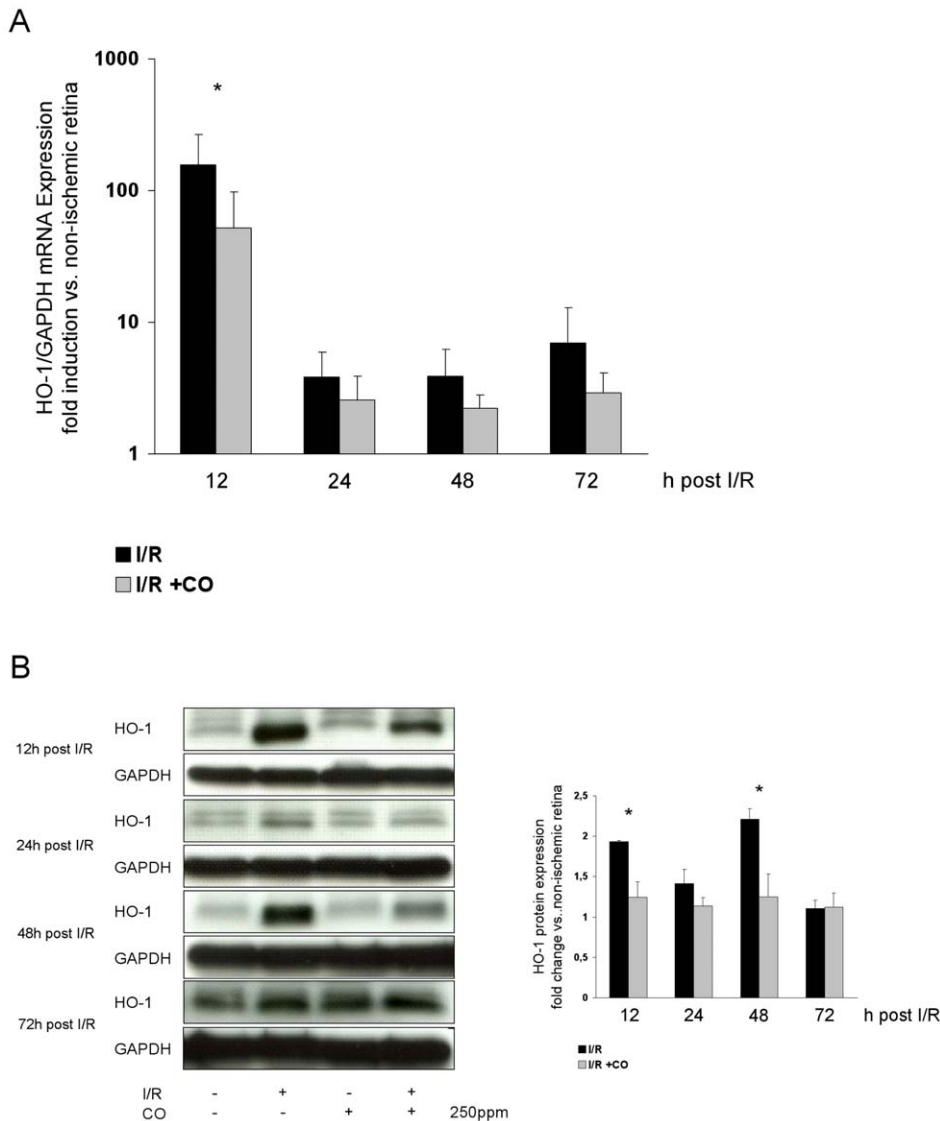 A
HO-1/GAPDH mRNA Expression
fold induction vs. non-ischemic retina
1000
100
10
1
*
12 24 48 72 h post I/R
I/R
I/R +CO
B
12h post I/R
HO-1
GAPDH
24h post I/R
HO-1
GAPDH
48h post I/R
HO-1
GAPDH
72h post I/R
HO-1
GAPDH
I/R - + - +
CO - - + + 250ppm
HO-1 protein expression
fold change vs. non-ischemic retina
2,5
2
1,5
1
0,5
0
* *
12 24 48 72 h post I/R
I/R
I/R +CO